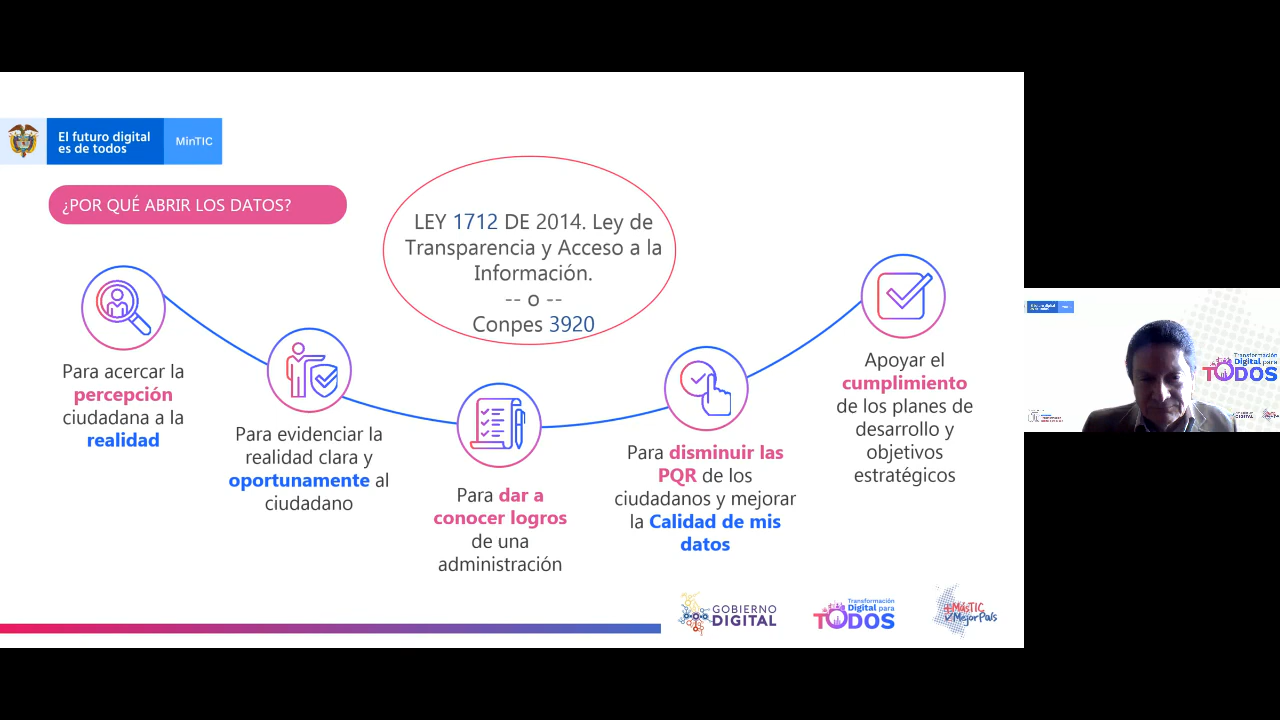 El futuro digital
es de todos
MinTIC
¿POR QUÉ ABRIR LOS DATOS?
LEY 1712 DE 2014. Ley de
Transparencia y Acceso a la
Información.
-- o --
Conpes 3920
Para acercar la
percepción
ciudadana a la
realidad
Para evidenciar la
realidad clara y
oportunamente al
ciudadano
Para dar a
conocer logros
de una
administración
Para disminuir las
PQR de los
ciudadanos y mejorar
la Calidad de mis
datos
Apoyar el
cumplimiento
de los planes de
desarrollo y
objetivos
estratégicos
GOBIERNO
DIGITAL
Transformación
Digital para
TODOS
+MásTIC
MejorPaís
Transformación
Digital para
TODOS